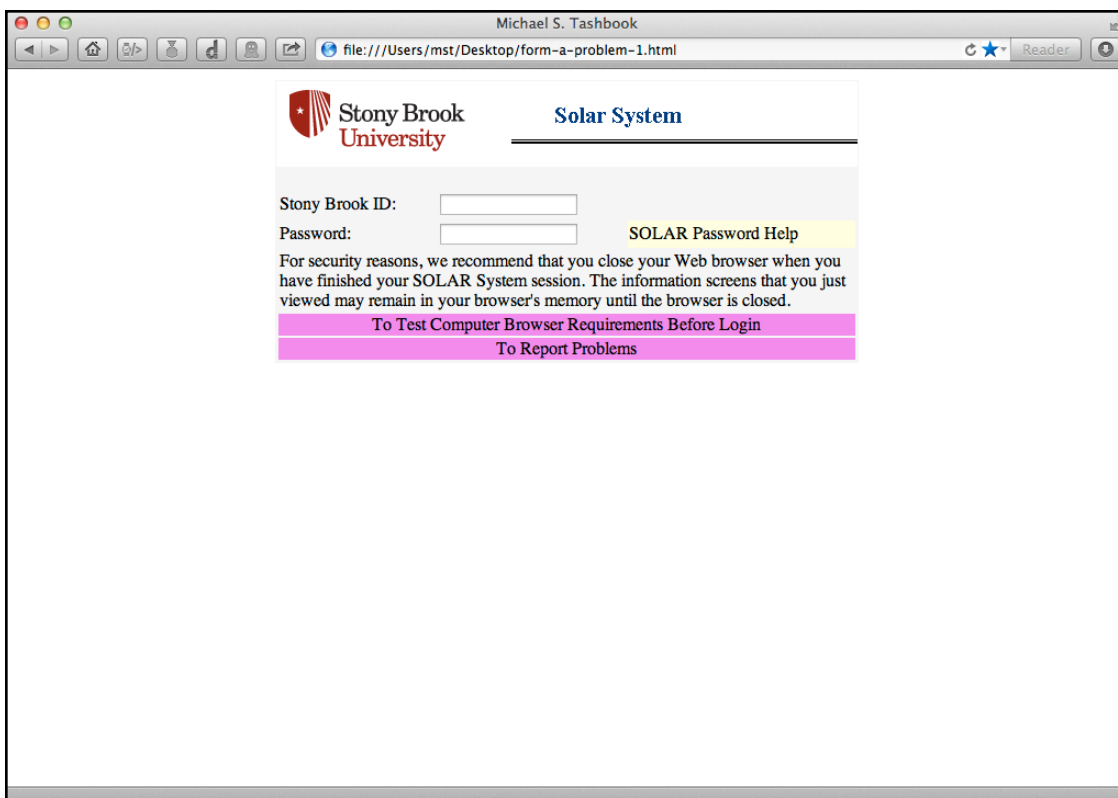 Michael S. Tashbook
file:///Users/mst/Desktop/form-a-problem-1.html
Reader
Stony Brook
University
Solar System
Stony Brook ID:
Password:
SOLAR Password Help
For security reasons, we recommend that you close your Web browser when you
have finished your SOLAR System session. The information screens that you just
viewed may remain in your browser's memory until the browser is closed.
To Test Computer Browser Requirements Before Login
To Report Problems